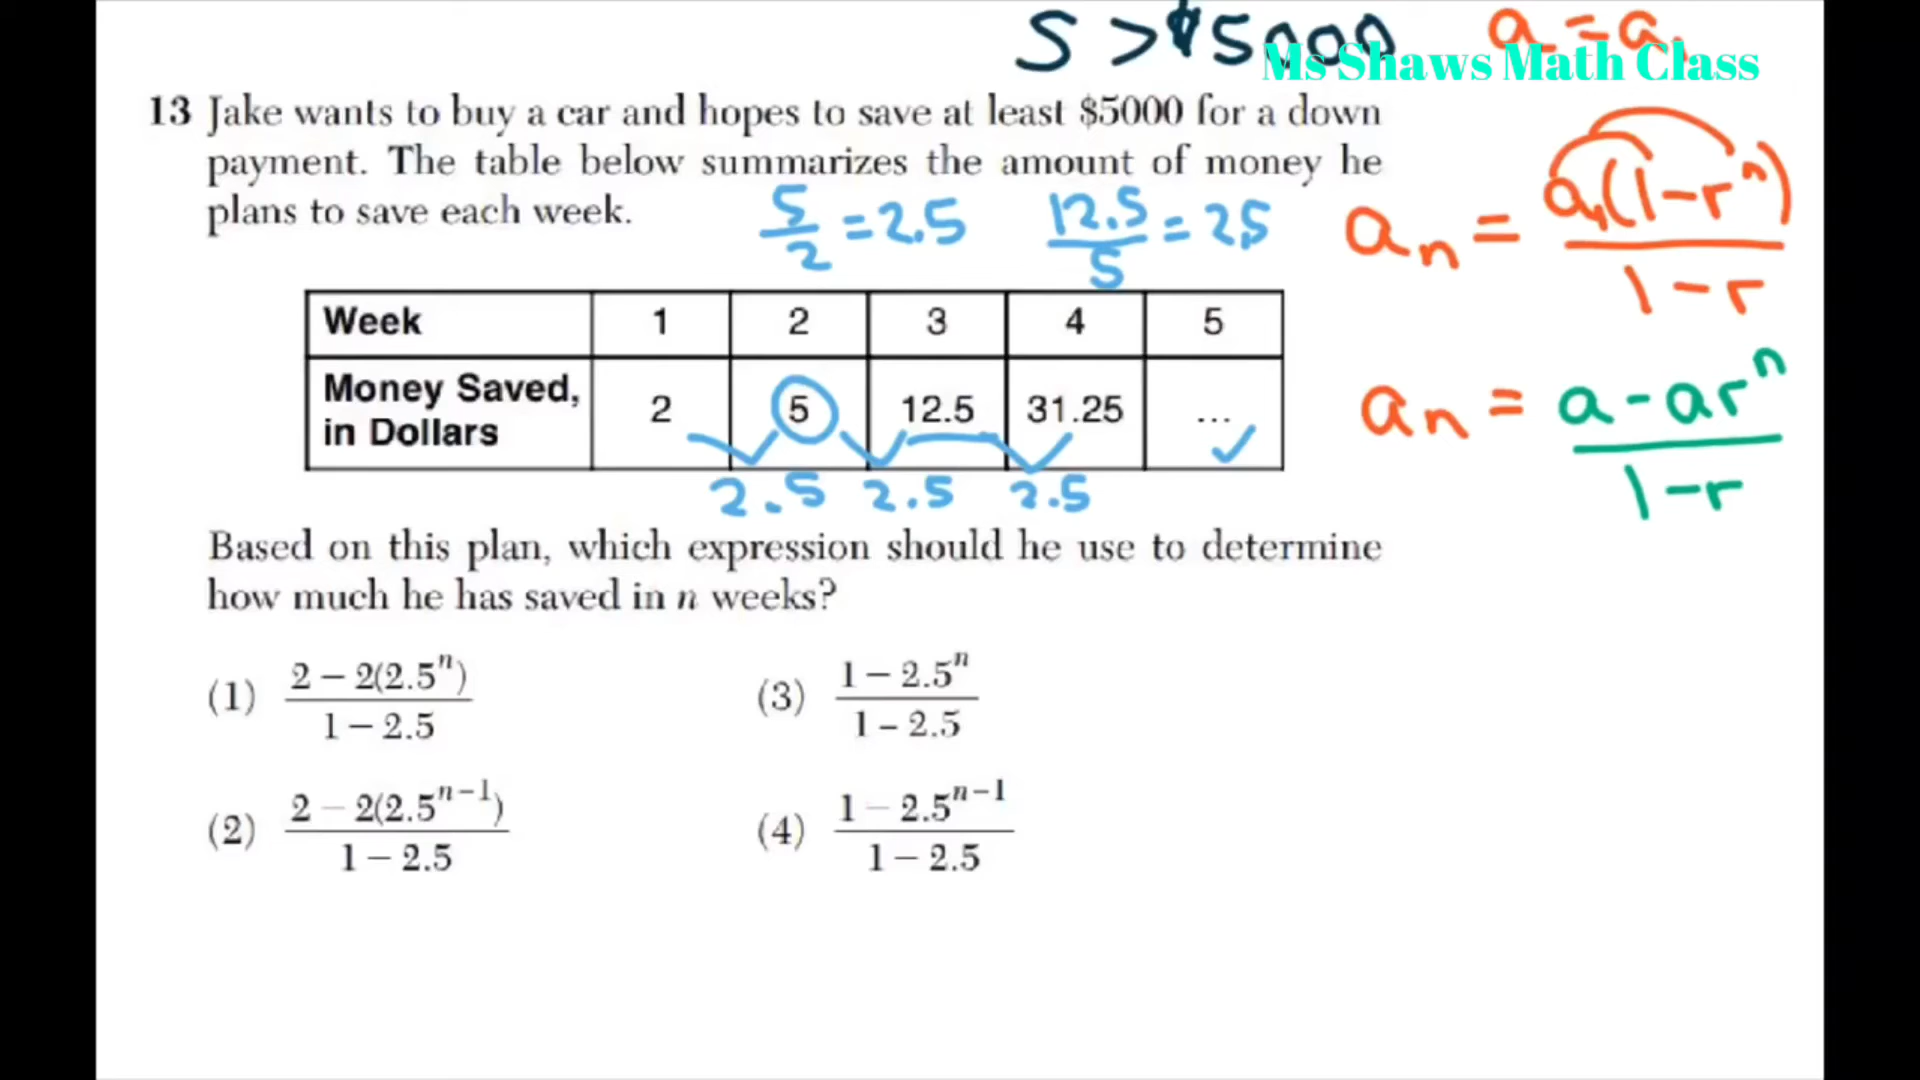 S > $5000 a = a₁
Ms Shaws Math Class
13 Jake wants to buy a car and hopes to save at least $5000 for a down
payment. The table below summarizes the amount of money he
plans to save each week.
5/2 = 2.5 12.5/5 = 2.5
aₙ = a₁(1 − rⁿ)/(1 − r)
Week 1 2 3 4 5
Money Saved, in Dollars 2 5 12.5 31.25 ...
2.5 2.5 2.5
aₙ = (a − arⁿ)/(1 − r)
Based on this plan, which expression should he use to determine
how much he has saved in n weeks?
(1) (2 − 2(2.5ⁿ))/(1 − 2.5) (3) (1 − 2.5ⁿ)/(1 − 2.5)
(2) (2 − 2(2.5ⁿ⁻¹))/(1 − 2.5) (4) (1 − 2.5ⁿ⁻¹)/(1 − 2.5)